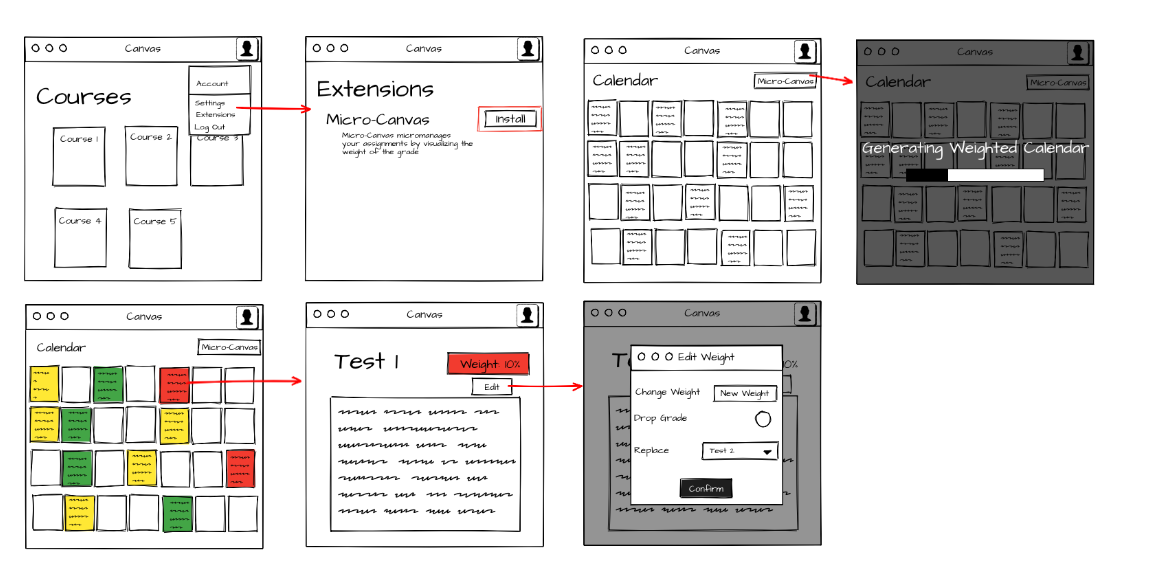 Canvas
Account
Settings
Extensions
Log Out
Courses
Course 1
Course 2
Course 3
Course 4
Course 5
Canvas
Extensions
Micro-Canvas
Install
Micro-Canvas micromanages
your assignments by visualizing the
weight of the grade
Canvas
Calendar
Micro-Canvas
Canvas
Calendar
Micro-Canvas
Generating Weighted Calendar
Canvas
Calendar
Micro-Canvas
Canvas
Test 1
Weight: 10%
Edit
Canvas
10%
Edit Weight
Change Weight
New Weight
Drop Grade
Replace
Test 2
Confirm